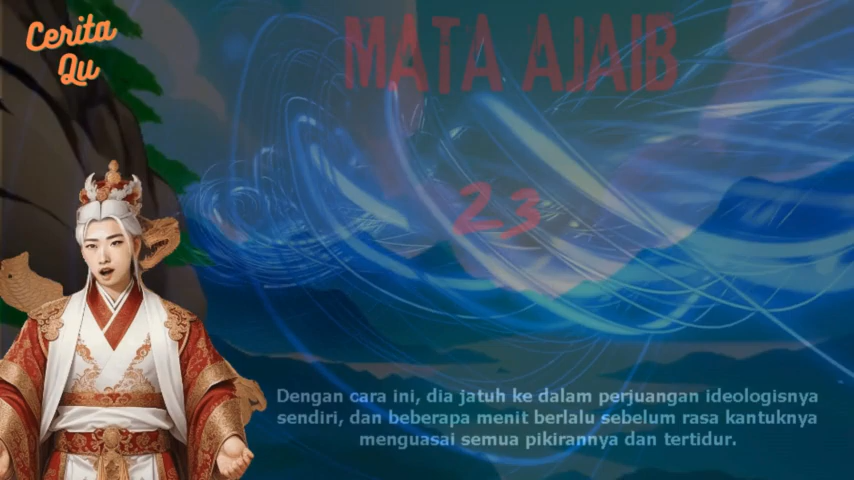 Cerita
Qu
MATA AJAIB
23
Dengan cara ini, dia jatuh ke dalam perjuangan ideologisnya
sendiri, dan beberapa menit berlalu sebelum rasa kantuknya
menguasai semua pikirannya dan tertidur.